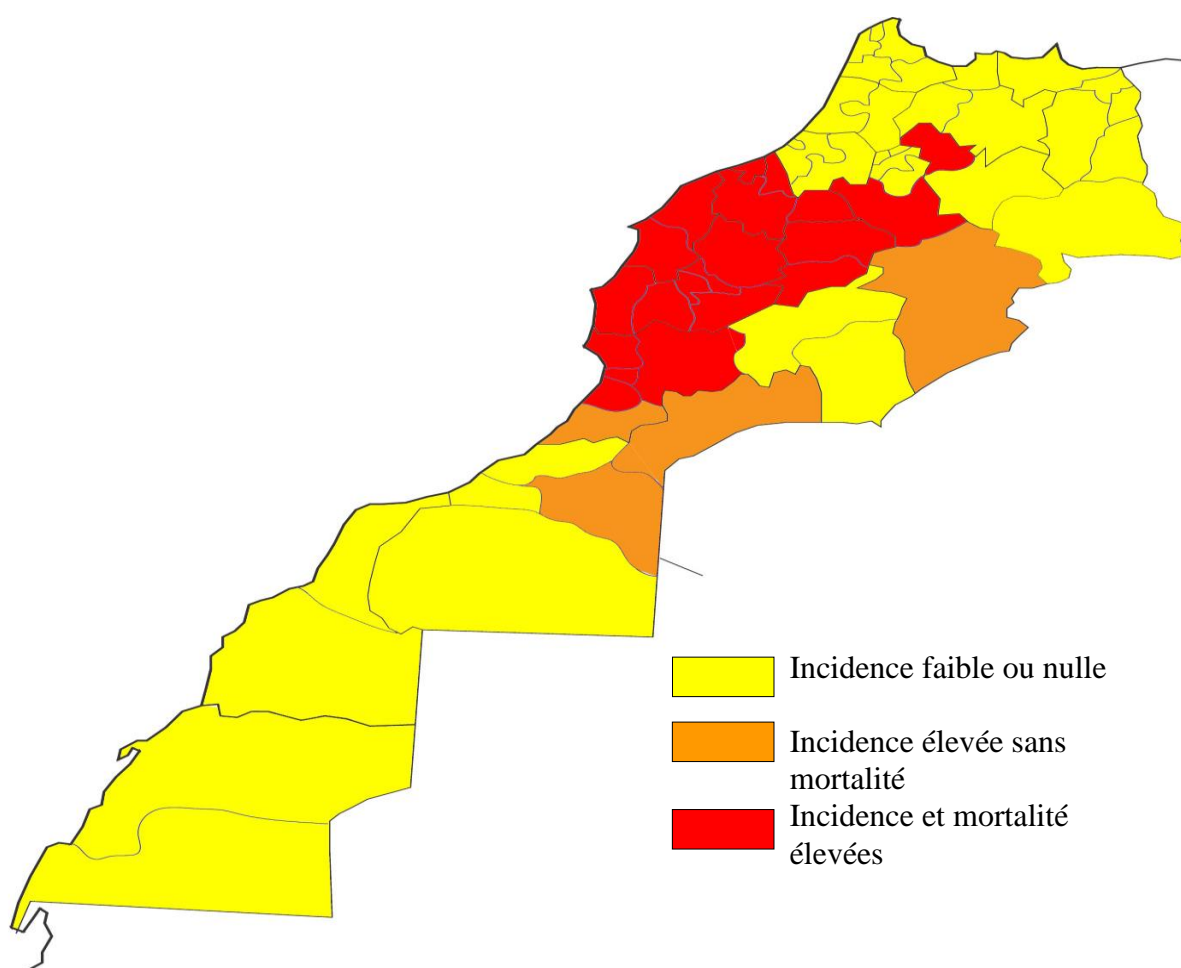 Incidence faible ou nulle
Incidence élevée sans
mortalité
Incidence et mortalité
élevées